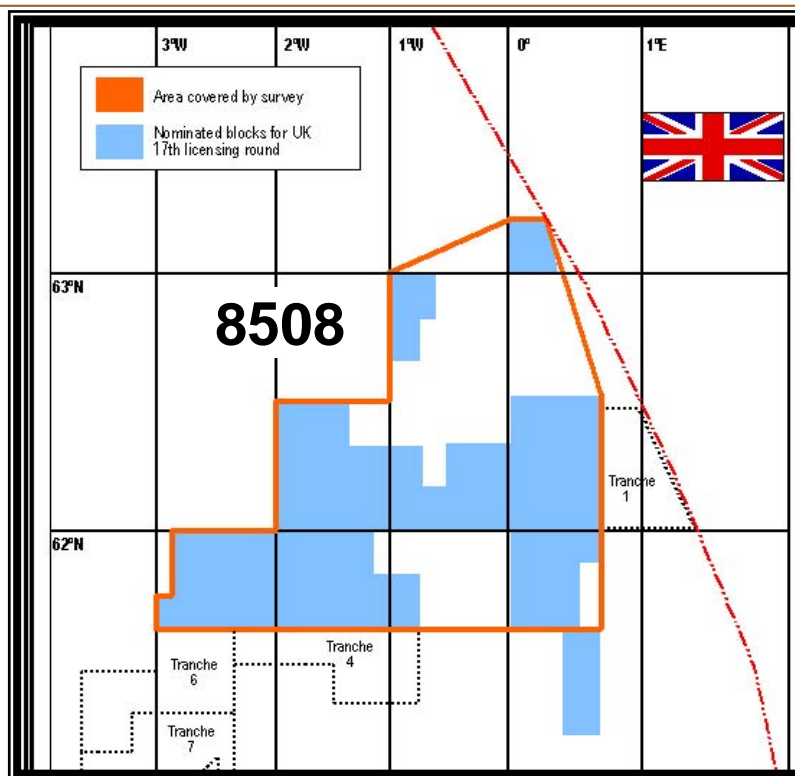 3°W 2°W 1°W 0° 1°E
Area covered by survey
Nominated blocks for UK
17th licensing round
63°N
8508
Tranche
1
62°N
Tranche
4
Tranche
6
Tranche
7